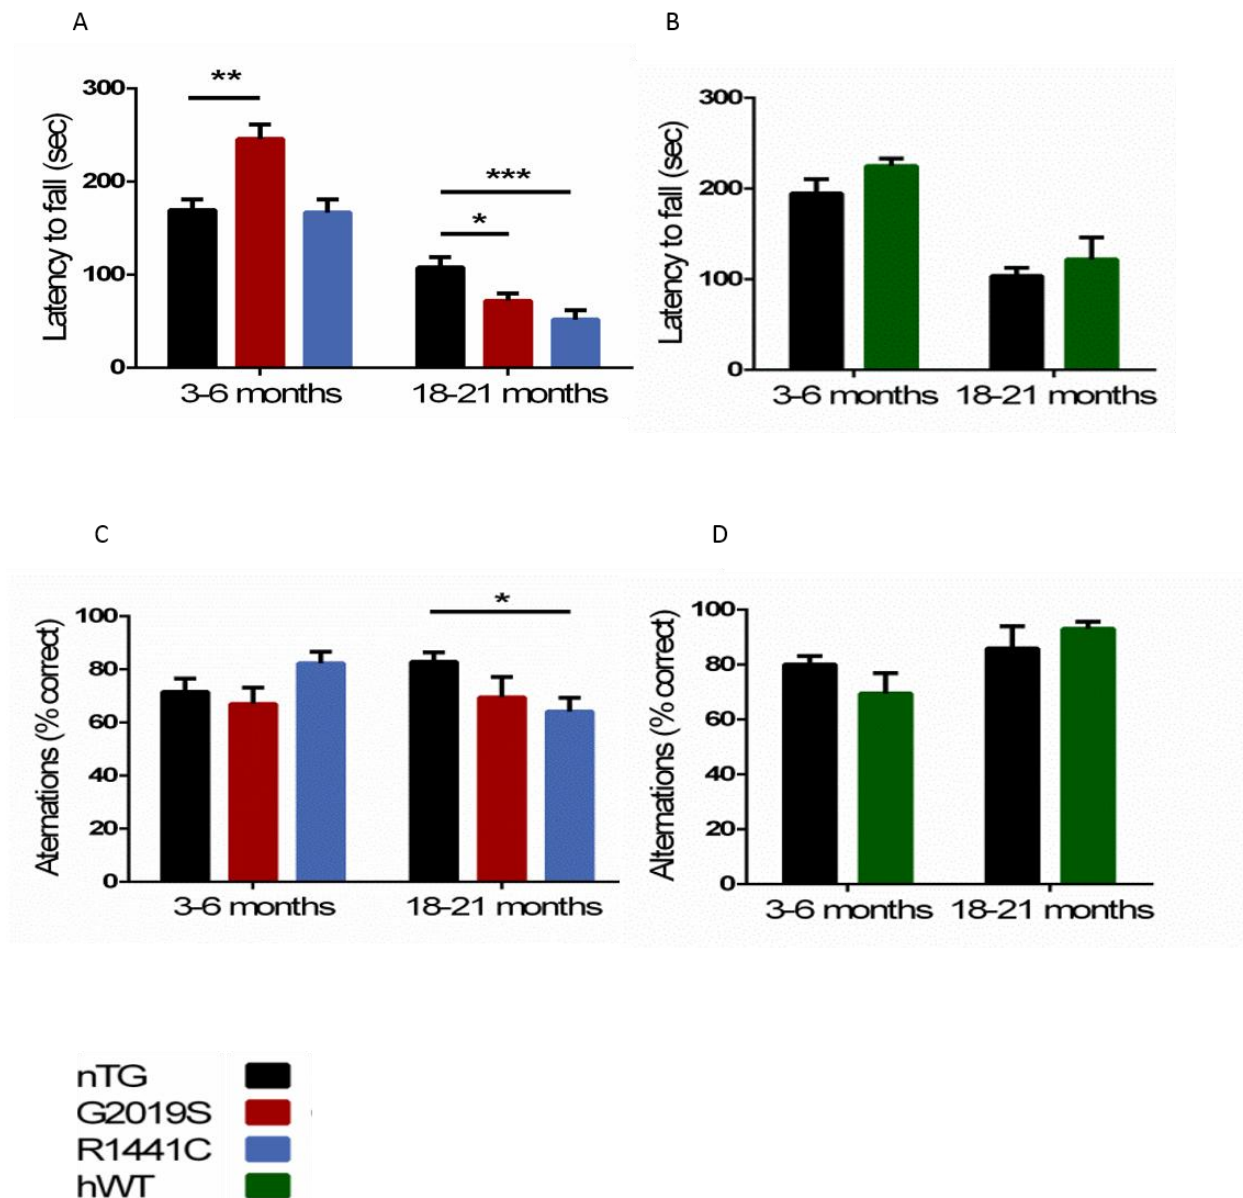 A
B
**
300
200
100
0
Latency to fall (sec)
***
*
3-6 months
18-21 months
300
200
100
0
Latency to fall (sec)
3-6 months
18-21 months
C
D
*
100
80
60
40
20
0
Aternations (% correct)
3-6 months
18-21 months
100
80
60
40
20
0
Alternations (% correct)
3-6 months
18-21 months
nTG
G2019S
R1441C
hWT